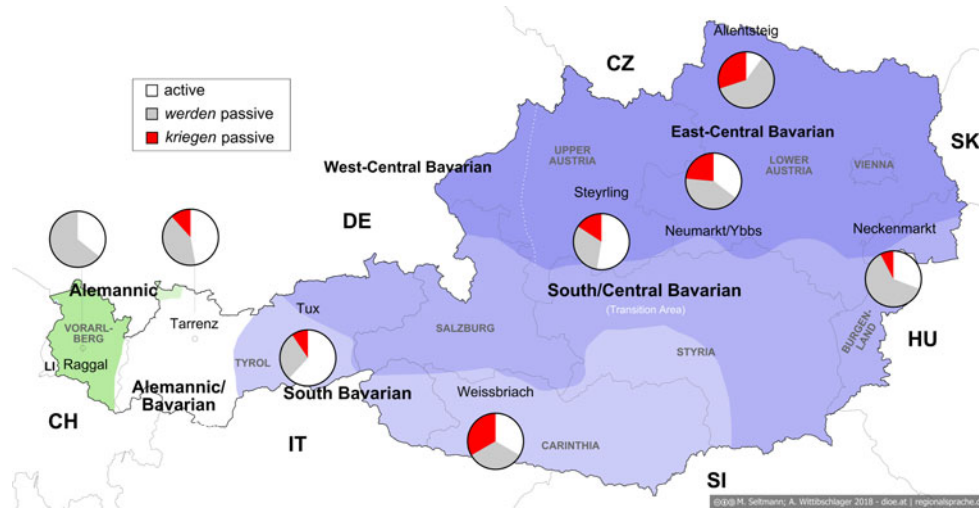 active
werden passive
kriegen passive
Allentsteig
CZ
East-Central Bavarian
SK
UPPER
AUSTRIA
LOWER
AUSTRIA
VIENNA
West-Central Bavarian
Steyrling
DE
Neumarkt/Ybbs
Neckenmarkt
Alemannic
South/Central Bavarian
(Transition Area)
Tarrenz
Tux
SALZBURG
VORARL-
BERG
BURGEN-
LAND
HU
LI
Raggal
TYROL
STYRIA
Alemannic/
Bavarian
South Bavarian
Weissbriach
CH
IT
CARINTHIA
SI
M. Seltmann; A. Wittibschlager 2018 - dioe.at | regionalsprache.d